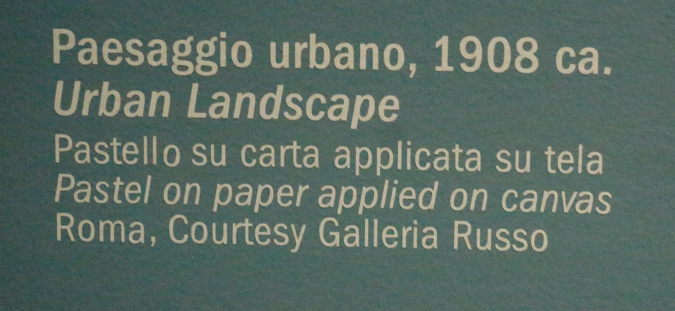 Paesaggio urbano, 1908 ca.
Urban Landscape
Pastello su carta applicata su tela
Pastel on paper applied on canvas
Roma, Courtesy Galleria Russo